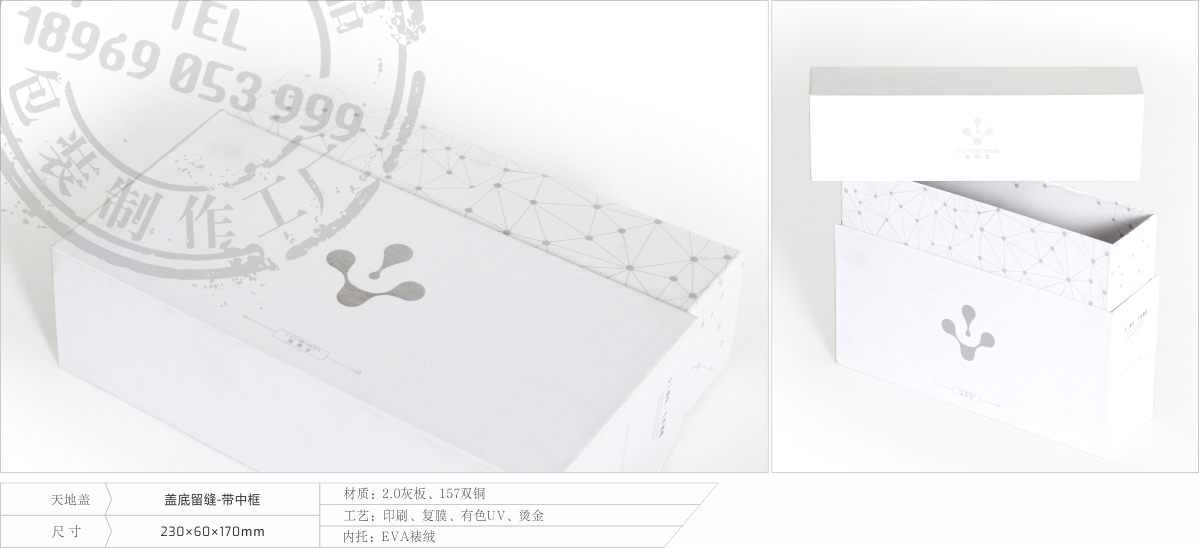 TEL
18969 053 999
包装制作工厂
天地盖
盖底留缝-带中框
尺寸
230×60×170mm
材质：2.0灰板、157双铜
工艺：印刷、复膜、有色UV、烫金
内托：EVA裱绒